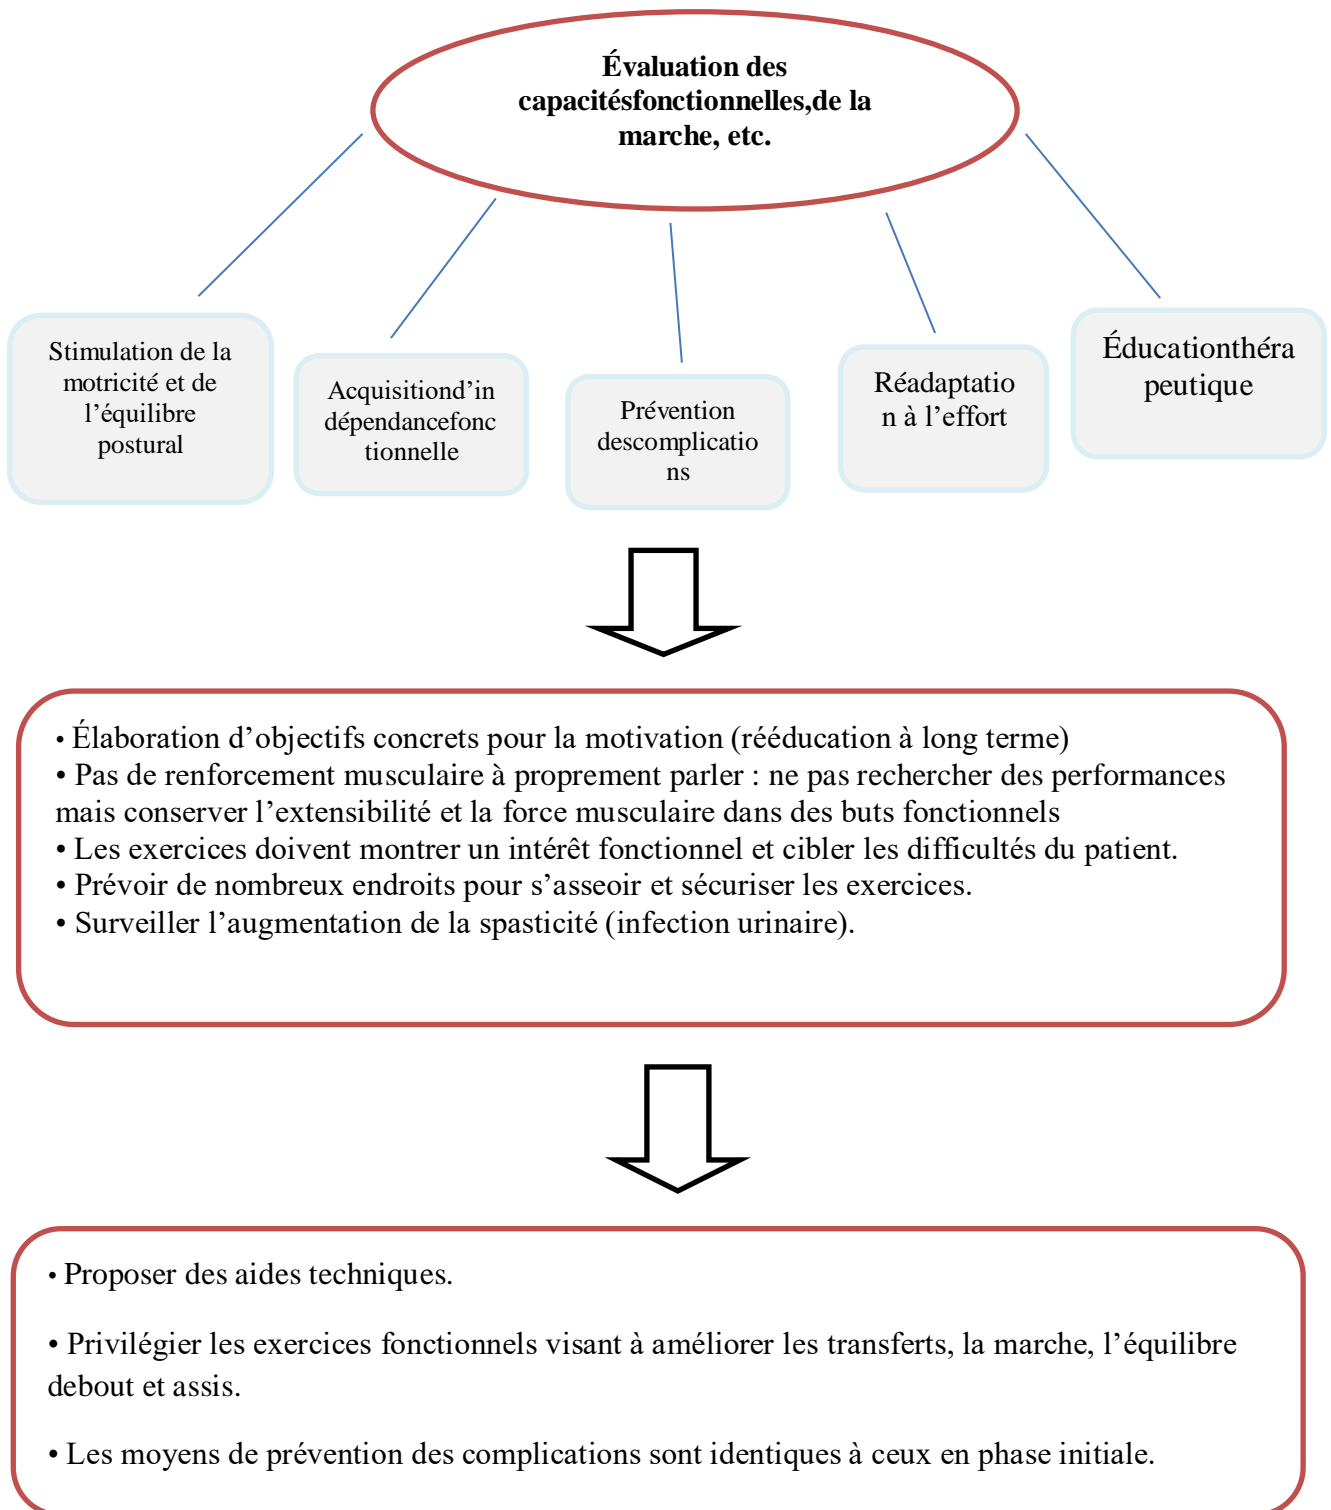 Évaluation des
capacitésfonctionnelles,de la
marche, etc.
Stimulation de la
motricité et de
l’équilibre
postural
Acquisitiond’in
dépendancefonc
tionnelle
Prévention
descomplicatio
ns
Réadaptatio
n à l’effort
Éducationthéra
peutique
• Élaboration d’objectifs concrets pour la motivation (rééducation à long terme)
• Pas de renforcement musculaire à proprement parler : ne pas rechercher des performances
mais conserver l’extensibilité et la force musculaire dans des buts fonctionnels
• Les exercices doivent montrer un intérêt fonctionnel et cibler les difficultés du patient.
• Prévoir de nombreux endroits pour s’asseoir et sécuriser les exercices.
• Surveiller l’augmentation de la spasticité (infection urinaire).
• Proposer des aides techniques.
• Privilégier les exercices fonctionnels visant à améliorer les transferts, la marche, l’équilibre
debout et assis.
• Les moyens de prévention des complications sont identiques à ceux en phase initiale.